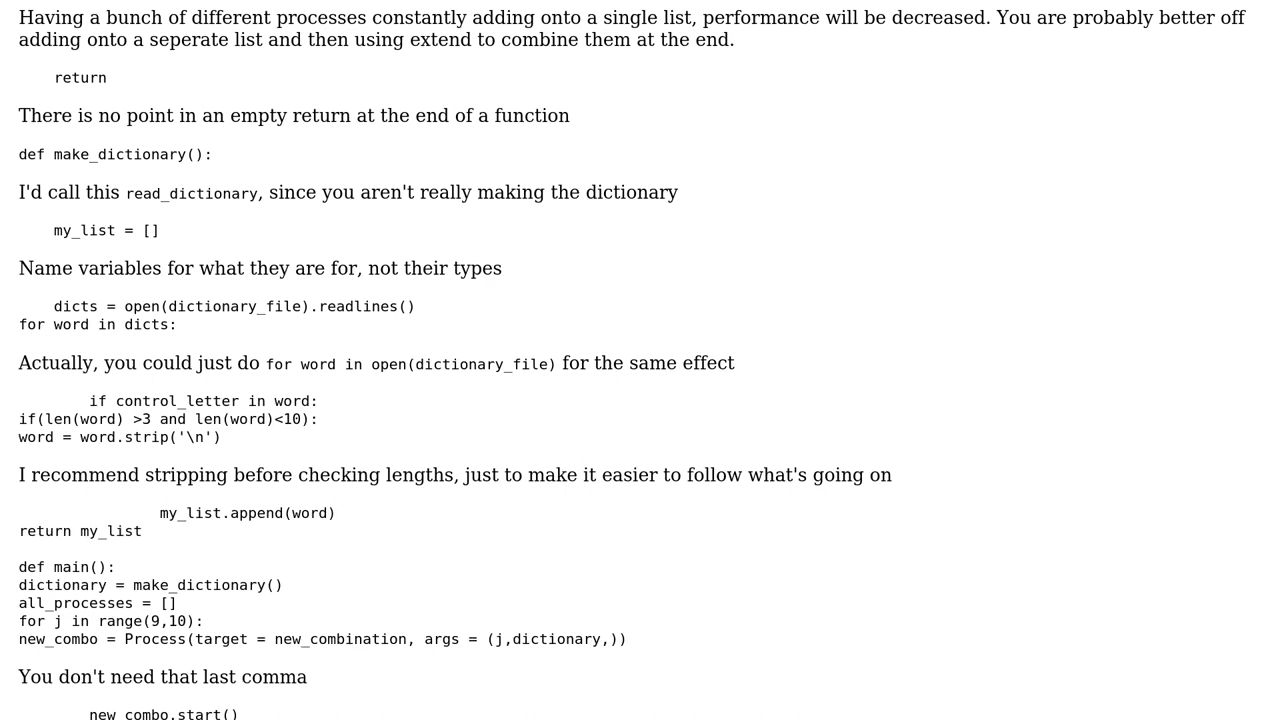 Having a bunch of different processes constantly adding onto a single list, performance will be decreased. You are probably better off
adding onto a seperate list and then using extend to combine them at the end.
    return
There is no point in an empty return at the end of a function
def make_dictionary():
I'd call this read_dictionary, since you aren't really making the dictionary
    my_list = []
Name variables for what they are for, not their types
    dicts = open(dictionary_file).readlines()
for word in dicts:
Actually, you could just do for word in open(dictionary_file) for the same effect
        if control_letter in word:
if(len(word) >3 and len(word)<10):
word = word.strip('\n')
I recommend stripping before checking lengths, just to make it easier to follow what's going on
                my_list.append(word)
return my_list
def main():
dictionary = make_dictionary()
all_processes = []
for j in range(9,10):
new_combo = Process(target = new_combination, args = (j,dictionary,))
You don't need that last comma
        new_combo.start()